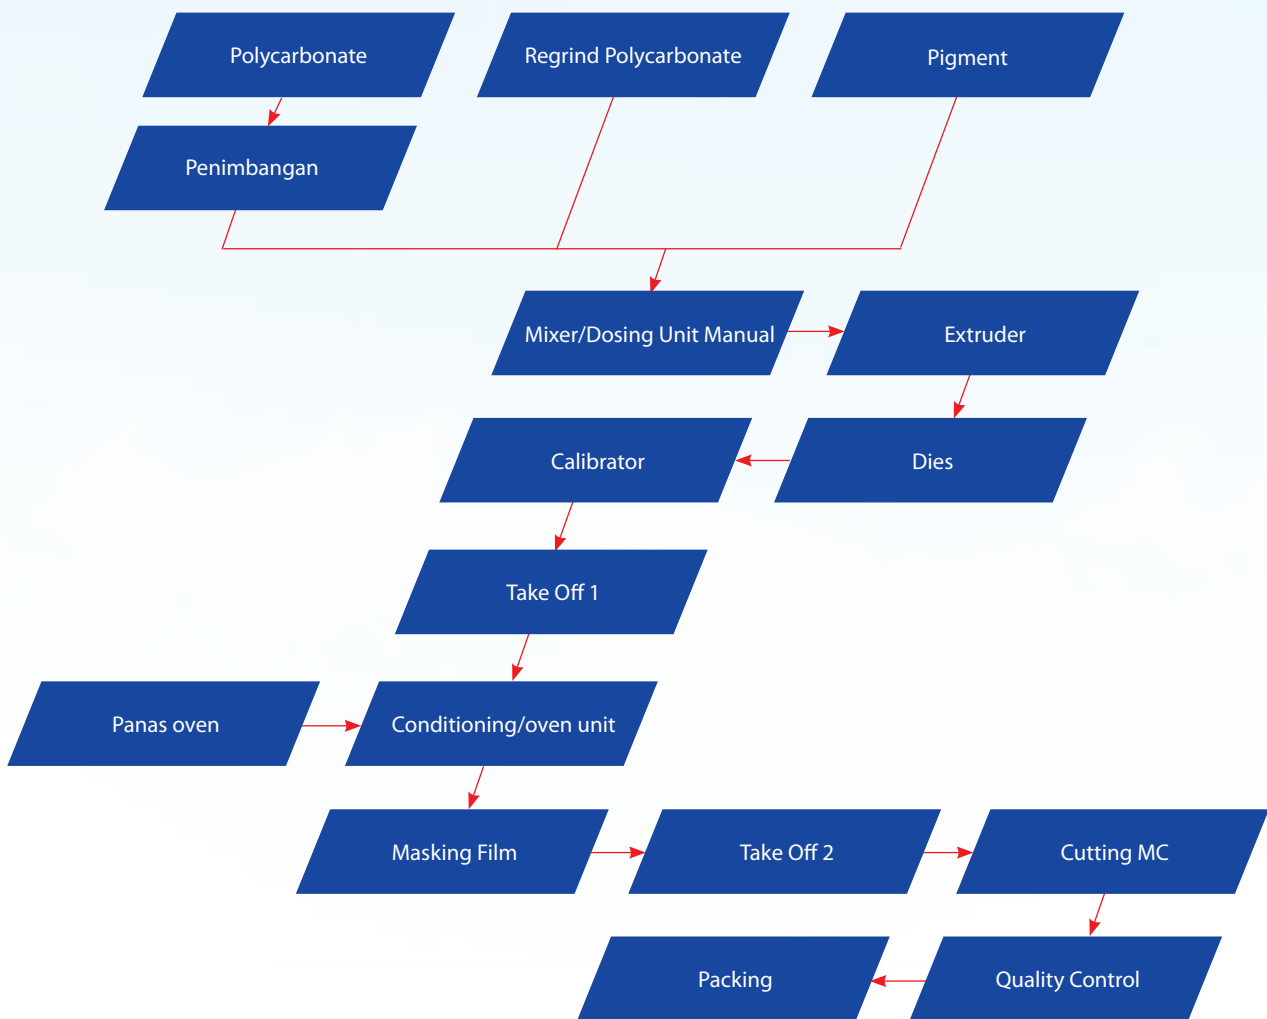 Polycarbonate
Regrind Polycarbonate
Pigment
Penimbangan
Mixer/Dosing Unit Manual
Extruder
Calibrator
Dies
Take Off 1
Panas oven
Conditioning/oven unit
Masking Film
Take Off 2
Cutting MC
Packing
Quality Control